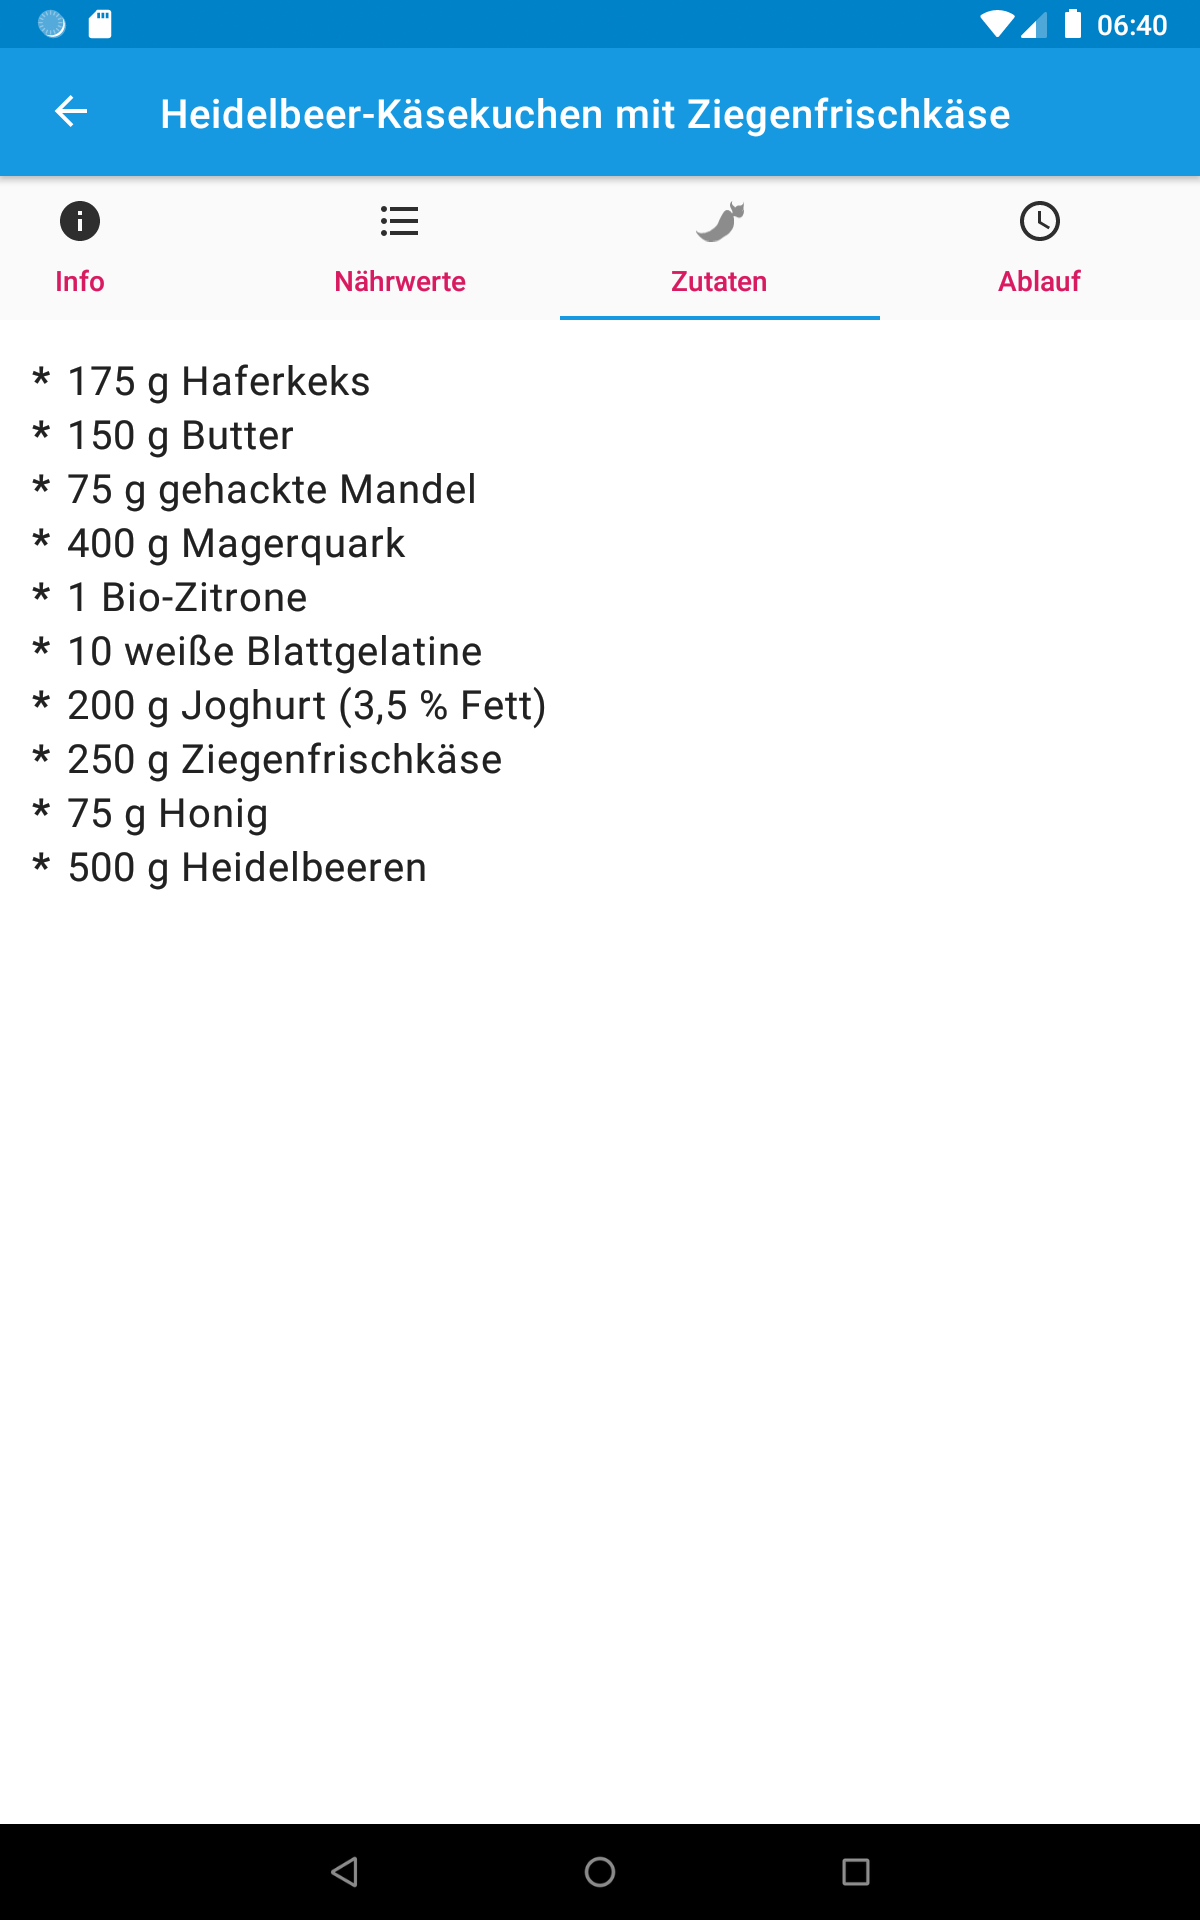 06:40
Heidelbeer-Käsekuchen mit Ziegenfrischkäse
Info
Nährwerte
Zutaten
Ablauf
* 175 g Haferkeks
* 150 g Butter
* 75 g gehackte Mandel
* 400 g Magerquark
* 1 Bio-Zitrone
* 10 weiße Blattgelatine
* 200 g Joghurt (3,5 % Fett)
* 250 g Ziegenfrischkäse
* 75 g Honig
* 500 g Heidelbeeren